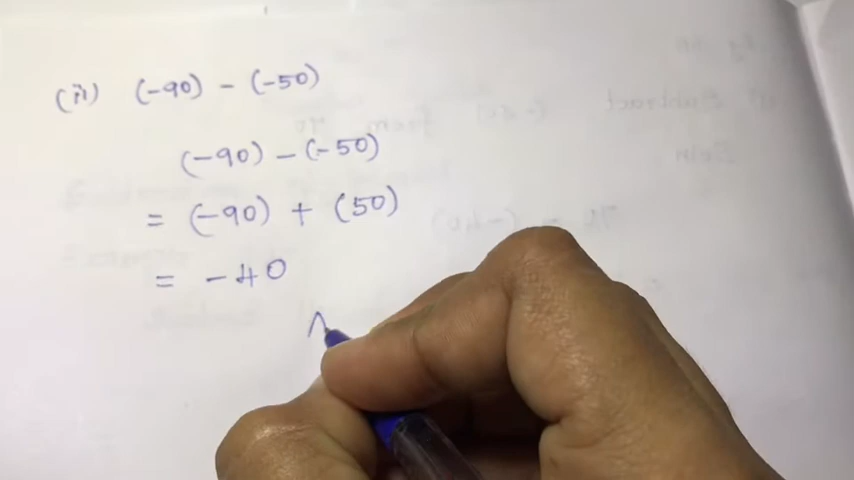 (ii) (-90) - (-50)
(-90) - (-50)
= (-90) + (50)
= -40